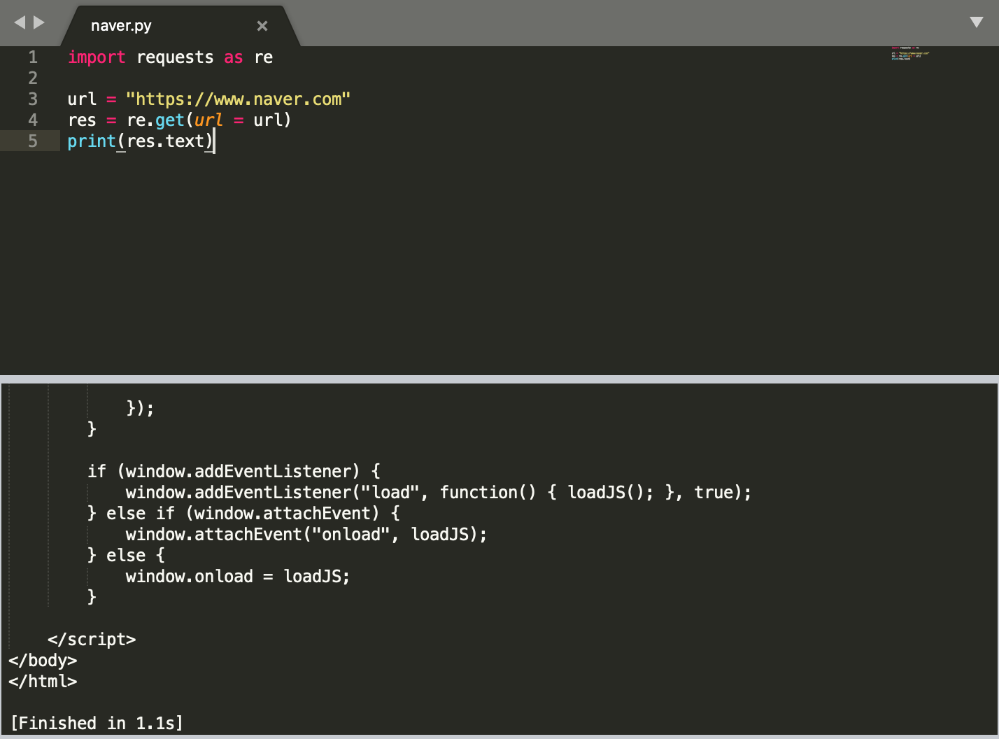 naver.py ×
1 import requests as re
2
3 url = "https://www.naver.com"
4 res = re.get(url = url)
5 print(res.text)
});
}
if (window.addEventListener) {
window.addEventListener("load", function() { loadJS(); }, true);
} else if (window.attachEvent) {
window.attachEvent("onload", loadJS);
} else {
window.onload = loadJS;
}
</script>
</body>
</html>
[Finished in 1.1s]